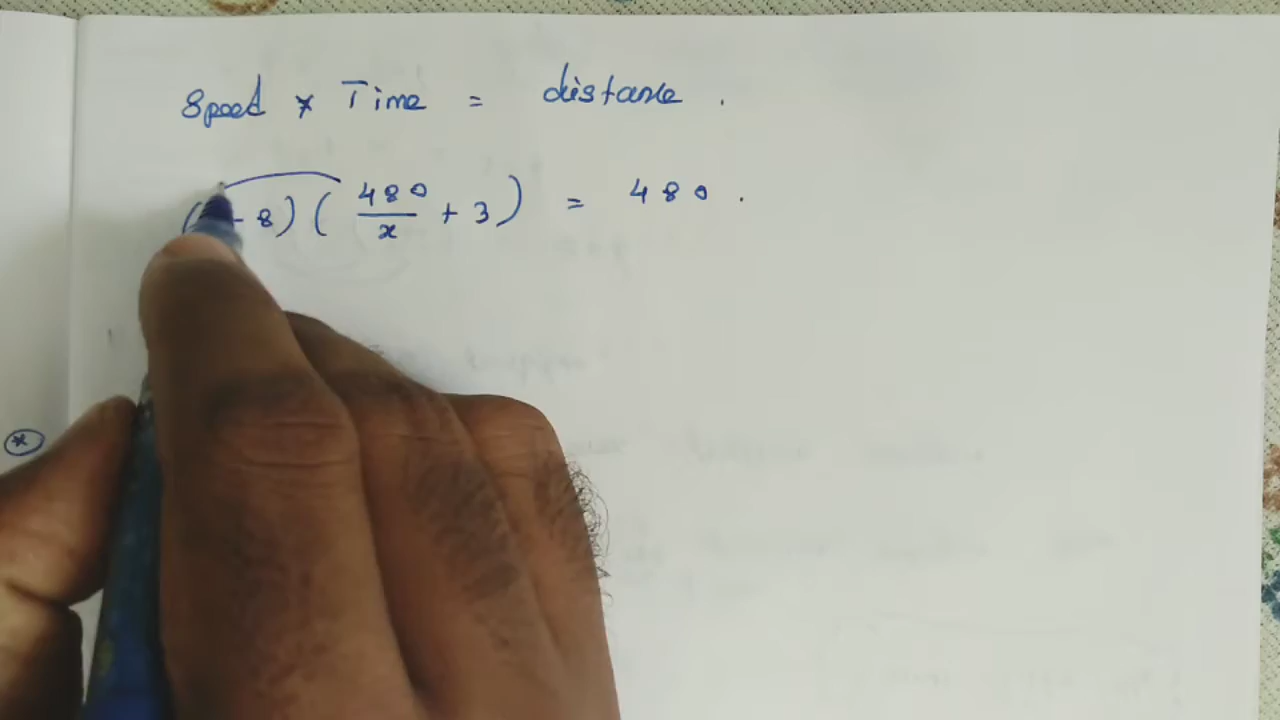 Speed × Time = distance .
( - 8) ( 480/x + 3 ) = 480 .
*